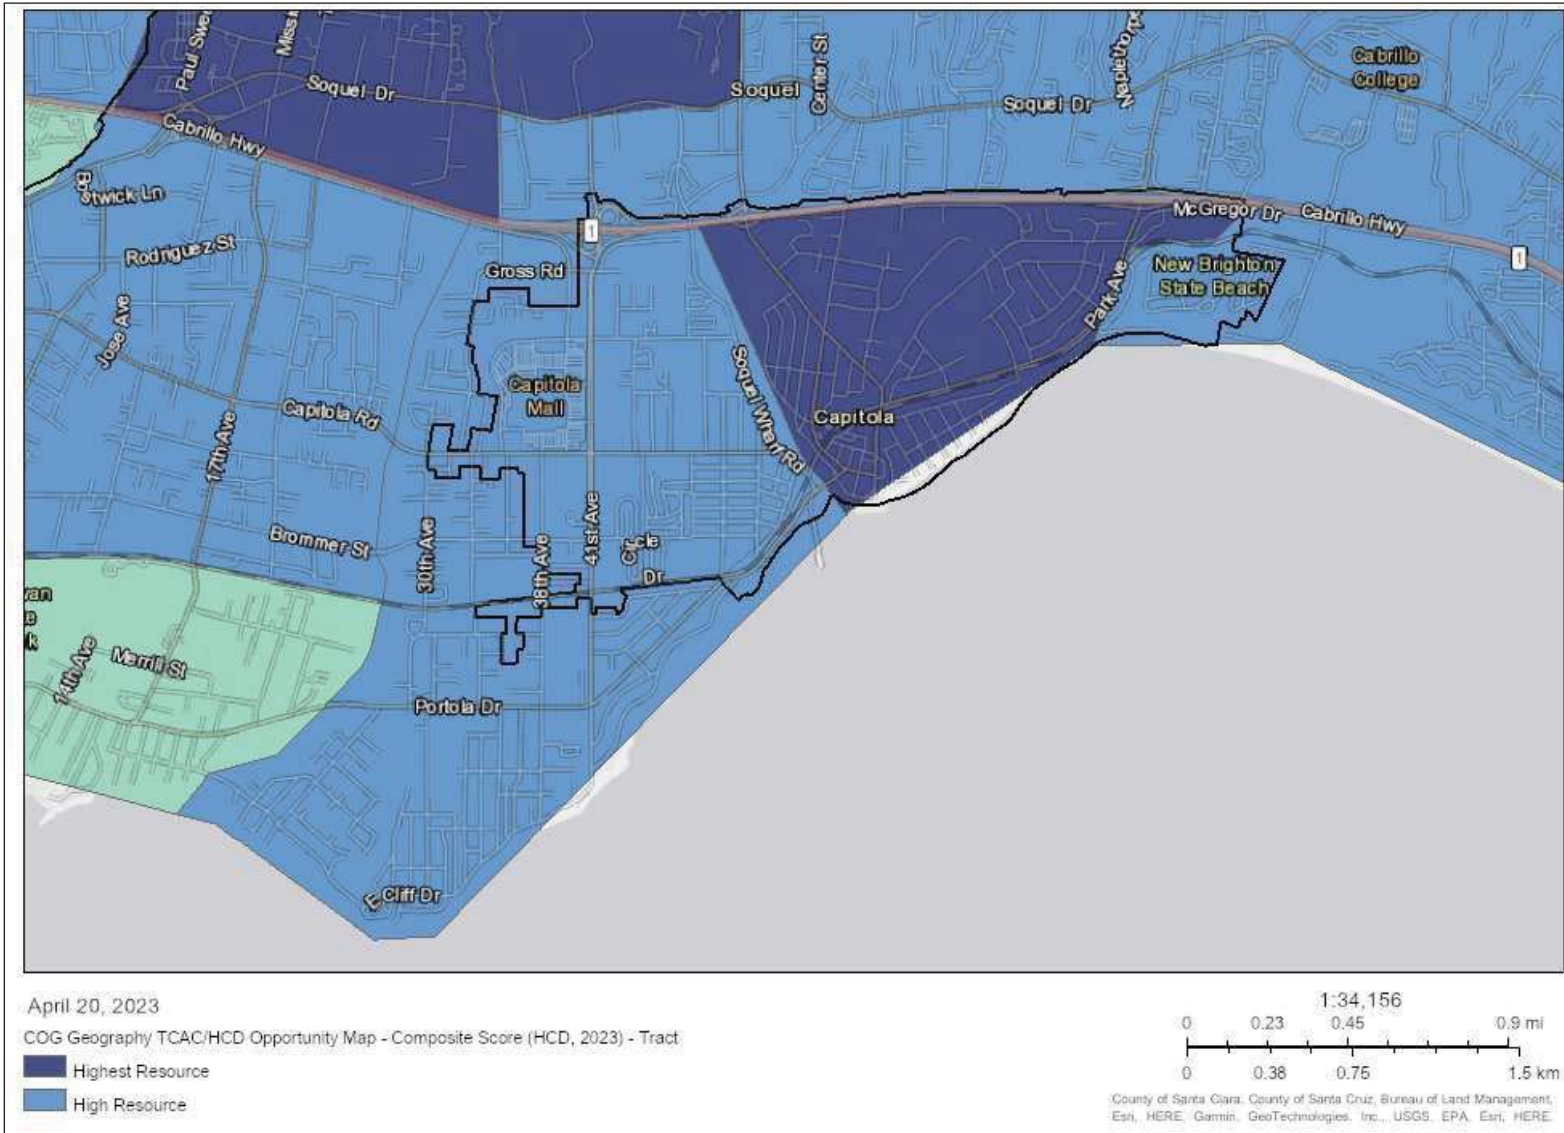 Paul Swe
Miss
Soquel Dr
Soquel
Center St
Soquel Dr
Cabrillo
College
Cabrillo Hwy
stwick Ln
Rodriguez St
Jose Ave
Gross Rd
1
McGregor Dr
Cabrillo Hwy
1
New Brighton
State Beach
Park Ave
Capitola
Mall
Soquel Wharf Rd
Capitola
Capitola Rd
17th Ave
Brommer St
30th Ave
38th Ave
41st Ave
Dr
14th Ave
Merrill St
Portola Dr
E Cliff Dr
April 20, 2023
COG Geography TCAC/HCD Opportunity Map - Composite Score (HCD, 2023) - Tract
Highest Resource
High Resource
1:34,156
0 0.23 0.45 0.9 mi
0 0.38 0.75 1.5 km
County of Santa Clara, County of Santa Cruz, Bureau of Land Management,
Esri, HERE, Garmin, GeoTechnologies, Inc., USGS, EPA, Esri, HERE,